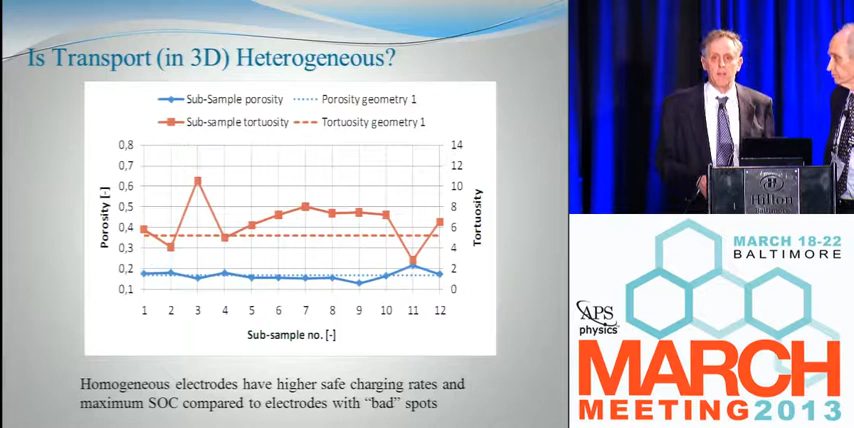 Is Transport (in 3D) Heterogeneous?
Sub-Sample porosity
Porosity geometry 1
Sub-sample tortuosity
Tortuosity geometry 1
0,8
0,7
0,6
0,5
0,4
0,3
0,2
0,1
Porosity [-]
14
12
10
8
6
4
2
0
Tortuosity
1 2 3 4 5 6 7 8 9 10 11 12
Sub-sample no. [-]
Homogeneous electrodes have higher safe charging rates and
maximum SOC compared to electrodes with “bad” spots
Hilton
Baltimore
MARCH 18-22
BALTIMORE
APS
physics
MARCH
MEETING2013